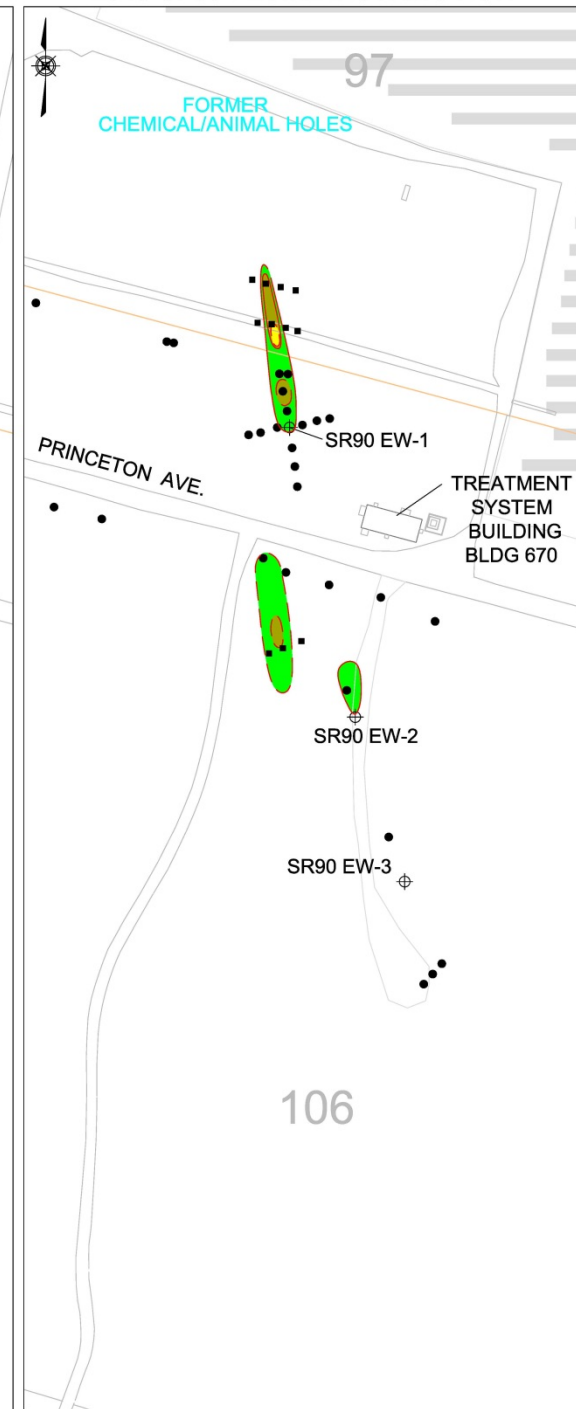 97
FORMER
CHEMICAL/ANIMAL HOLES
SR90 EW-1
PRINCETON AVE.
TREATMENT
SYSTEM
BUILDING
BLDG 670
SR90 EW-2
SR90 EW-3
106